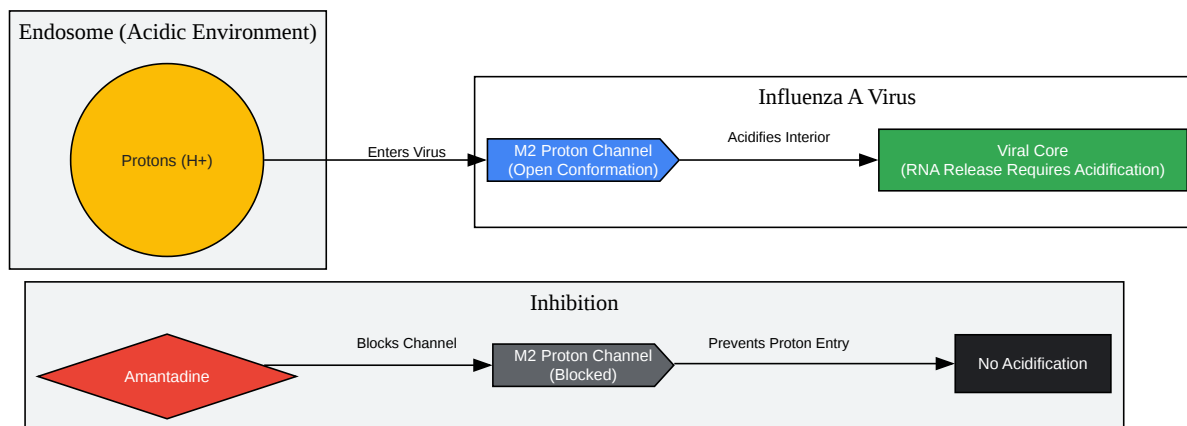 Endosome (Acidic Environment)
Protons (H+)
Enters Virus
Influenza A Virus
M2 Proton Channel
(Open Conformation)
Acidifies Interior
Viral Core
(RNA Release Requires Acidification)
Inhibition
Amantadine
Blocks Channel
M2 Proton Channel
(Blocked)
Prevents Proton Entry
No Acidification